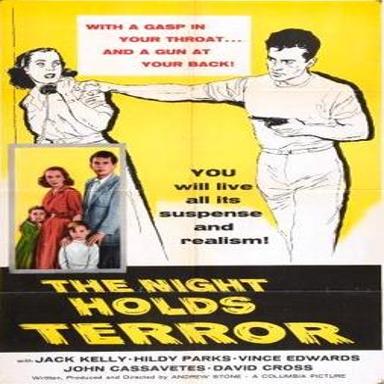 WITH A GASP IN
YOUR THROAT...
AND A GUN AT
YOUR BACK!
YOU
will live
all its
suspense
and
realism!
THE NIGHT
HOLDS
TERROR
with JACK KELLY · HILDY PARKS · VINCE EDWARDS
JOHN CASSAVETES · DAVID CROSS
Written, Produced and Directed by ANDREW STONE · A COLUMBIA PICTURE